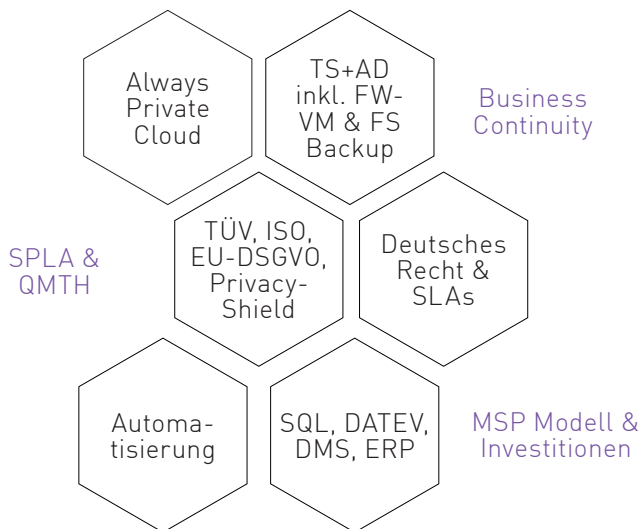 Always
Private
Cloud
TS+AD
inkl. FW-
VM & FS
Backup
Business
Continuity
SPLA &
QMTH
TÜV, ISO,
EU-DSGVO,
Privacy-
Shield
Deutsches
Recht &
SLAs
Automa-
tisierung
SQL, DATEV,
DMS, ERP
MSP Modell &
Investitionen